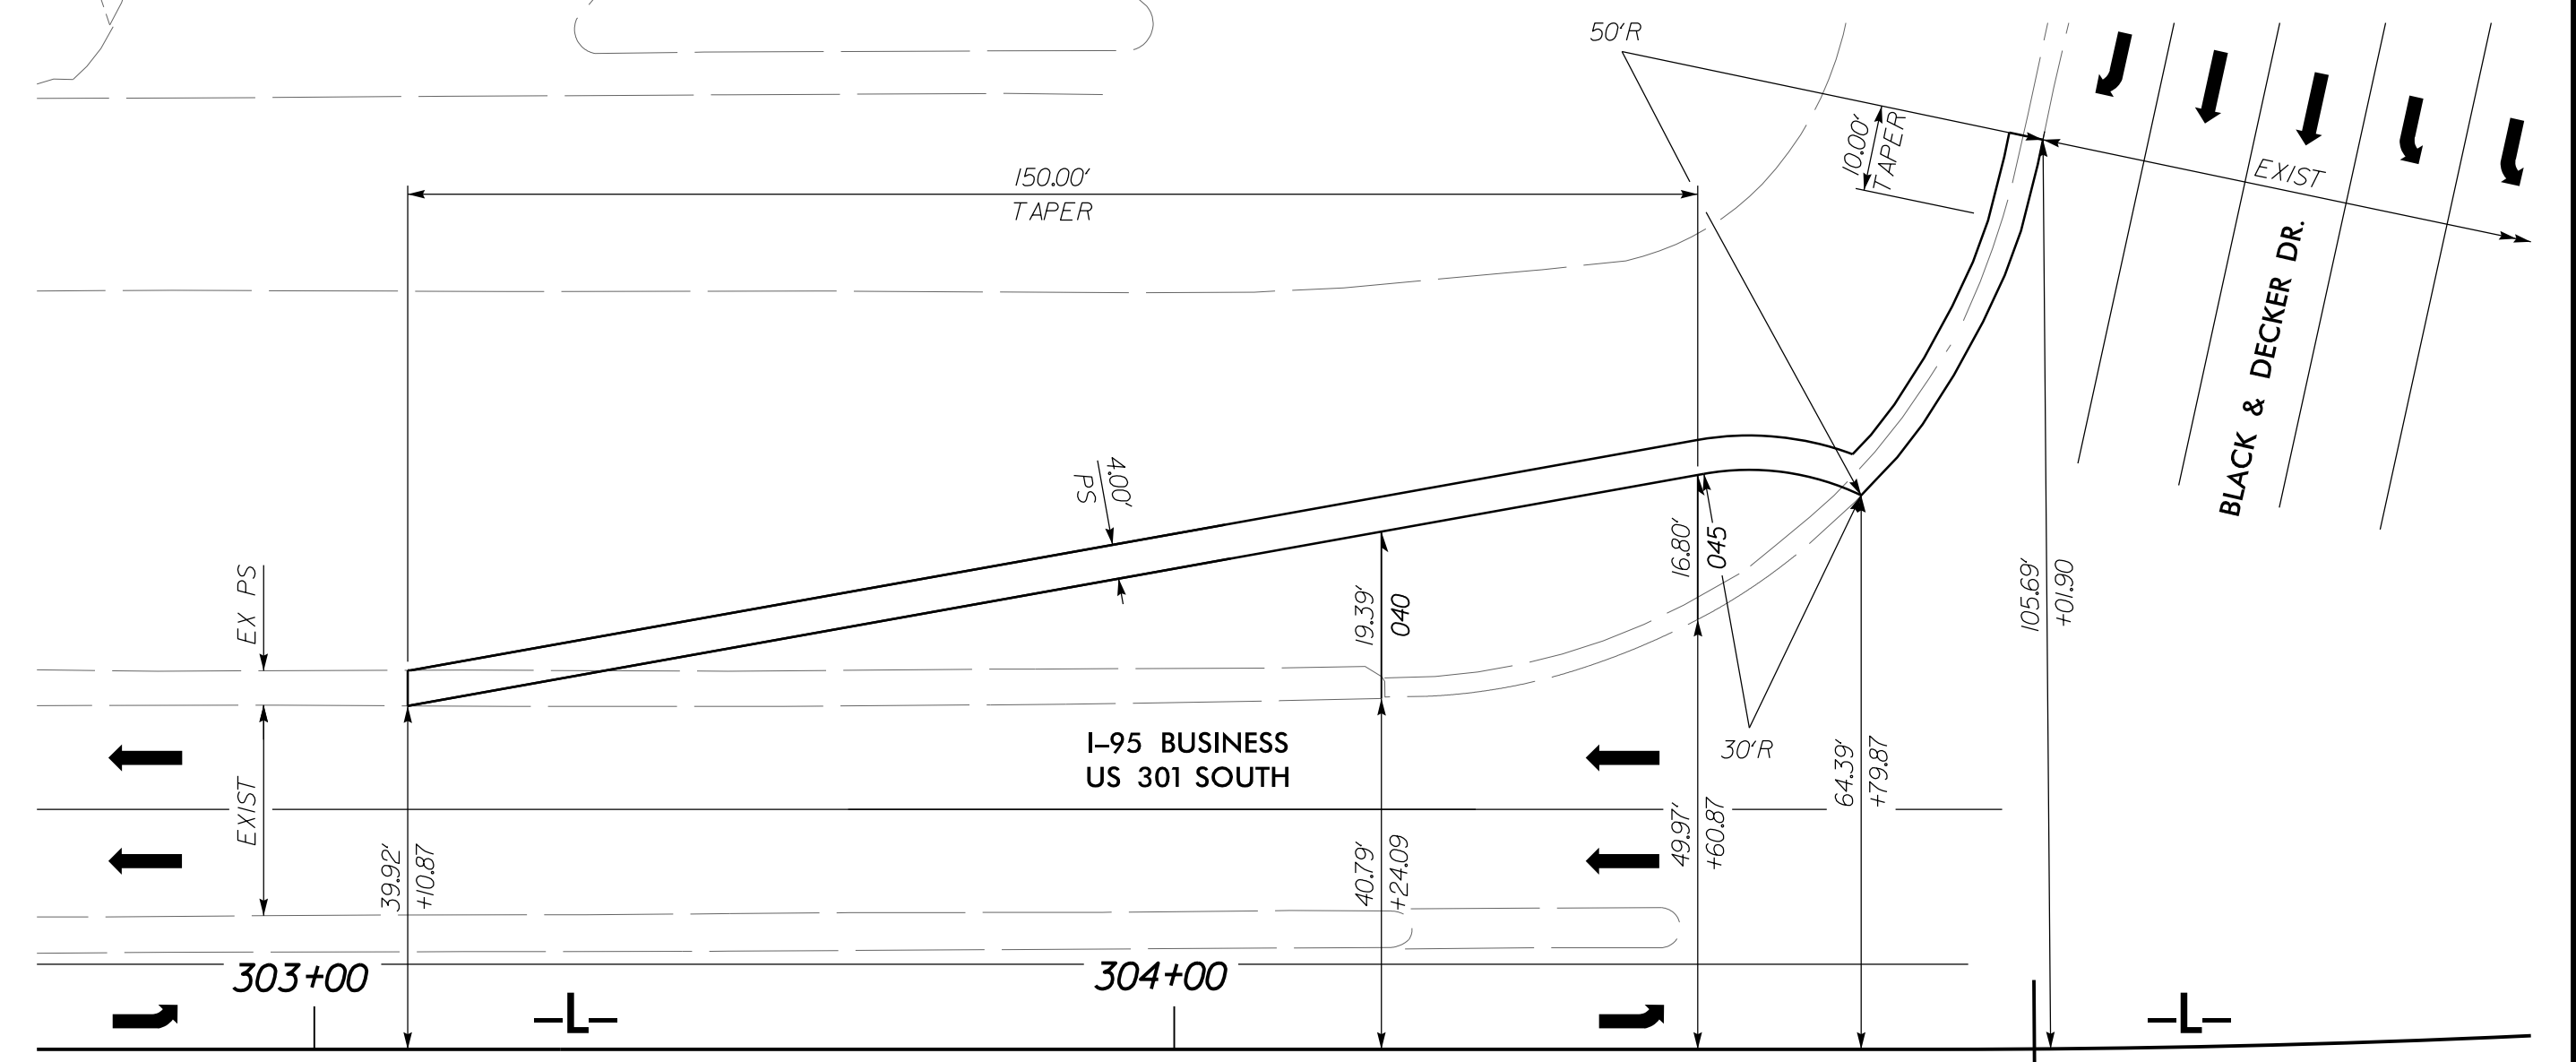 50'R
10.00'
TAPER
EXIST
150.00'
TAPER
BLACK & DECKER DR.
4.00'
PS
EX PS
16.80'
045
19.39'
040
105.69'
+01.90
I–95 BUSINESS
US 301 SOUTH
30'R
EXIST
39.92'
+10.87
40.79'
+24.09
49.97'
+60.87
64.39'
+79.87
303+00
304+00
–L–
–L–